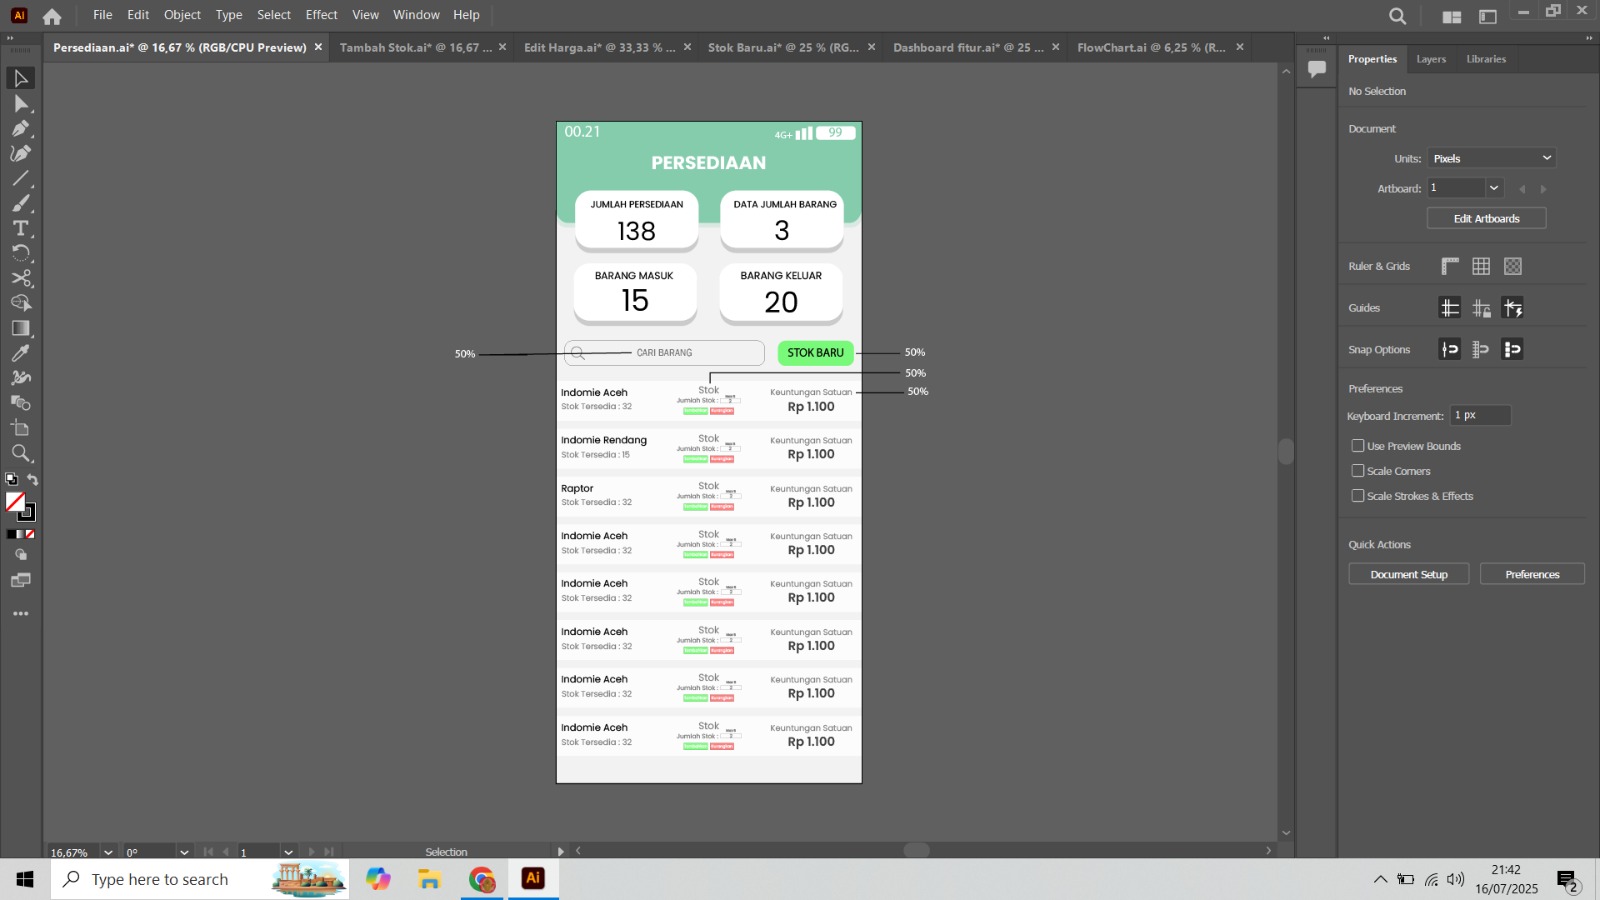 File Edit Object Type Select Effect View Window Help
Persediaan.ai* @ 16,67 % (RGB/CPU Preview) × Tambah Stok.ai* @ 16,67 ... × Edit Harga.ai* @ 33,33 % ... × Stok Baru.ai* @ 25 % (RG... × Dashboard fitur.ai* @ 25 ... × FlowChart.ai @ 6,25 % (R... ×
Properties Layers Libraries
No Selection
Document
Units: Pixels
Artboard: 1
Edit Artboards
Ruler & Grids
Guides
Snap Options
Preferences
Keyboard Increment: 1 px
Use Preview Bounds
Scale Corners
Scale Strokes & Effects
Quick Actions
Document Setup Preferences
00.21 4G+ 99
PERSEDIAAN
JUMLAH PERSEDIAAN DATA JUMLAH BARANG
138 3
BARANG MASUK BARANG KELUAR
15 20
50% CARI BARANG STOK BARU 50%
50%
Indomie Aceh Stok Keuntungan Satuan 50%
Stok Tersedia : 32 Jumlah Stok : Rp 1.100
Indomie Rendang Stok Keuntungan Satuan
Stok Tersedia : 15 Jumlah Stok : Rp 1.100
Raptor Stok Keuntungan Satuan
Stok Tersedia : 32 Jumlah Stok : Rp 1.100
Indomie Aceh Stok Keuntungan Satuan
Stok Tersedia : 32 Jumlah Stok : Rp 1.100
Indomie Aceh Stok Keuntungan Satuan
Stok Tersedia : 32 Jumlah Stok : Rp 1.100
Indomie Aceh Stok Keuntungan Satuan
Stok Tersedia : 32 Jumlah Stok : Rp 1.100
Indomie Aceh Stok Keuntungan Satuan
Stok Tersedia : 32 Jumlah Stok : Rp 1.100
Indomie Aceh Stok Keuntungan Satuan
Stok Tersedia : 32 Jumlah Stok : Rp 1.100
16,67% 0° 1 Selection
Type here to search
Ai
21:42
16/07/2025
2